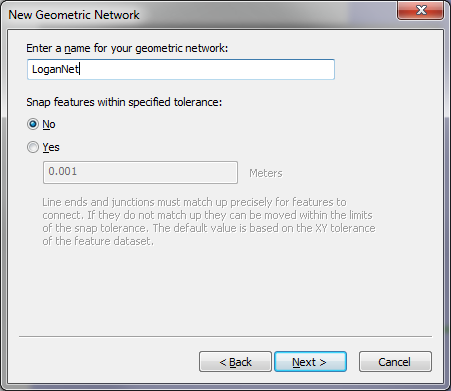 New Geometric Network
Enter a name for your geometric network:
LoganNet
Snap features within specified tolerance:
No
Yes
0.001 Meters
Line ends and junctions must match up precisely for features to
connect. If they do not match up they can be moved within the limits
of the snap tolerance. The default value is based on the XY tolerance
of the feature dataset.
< Back Next > Cancel